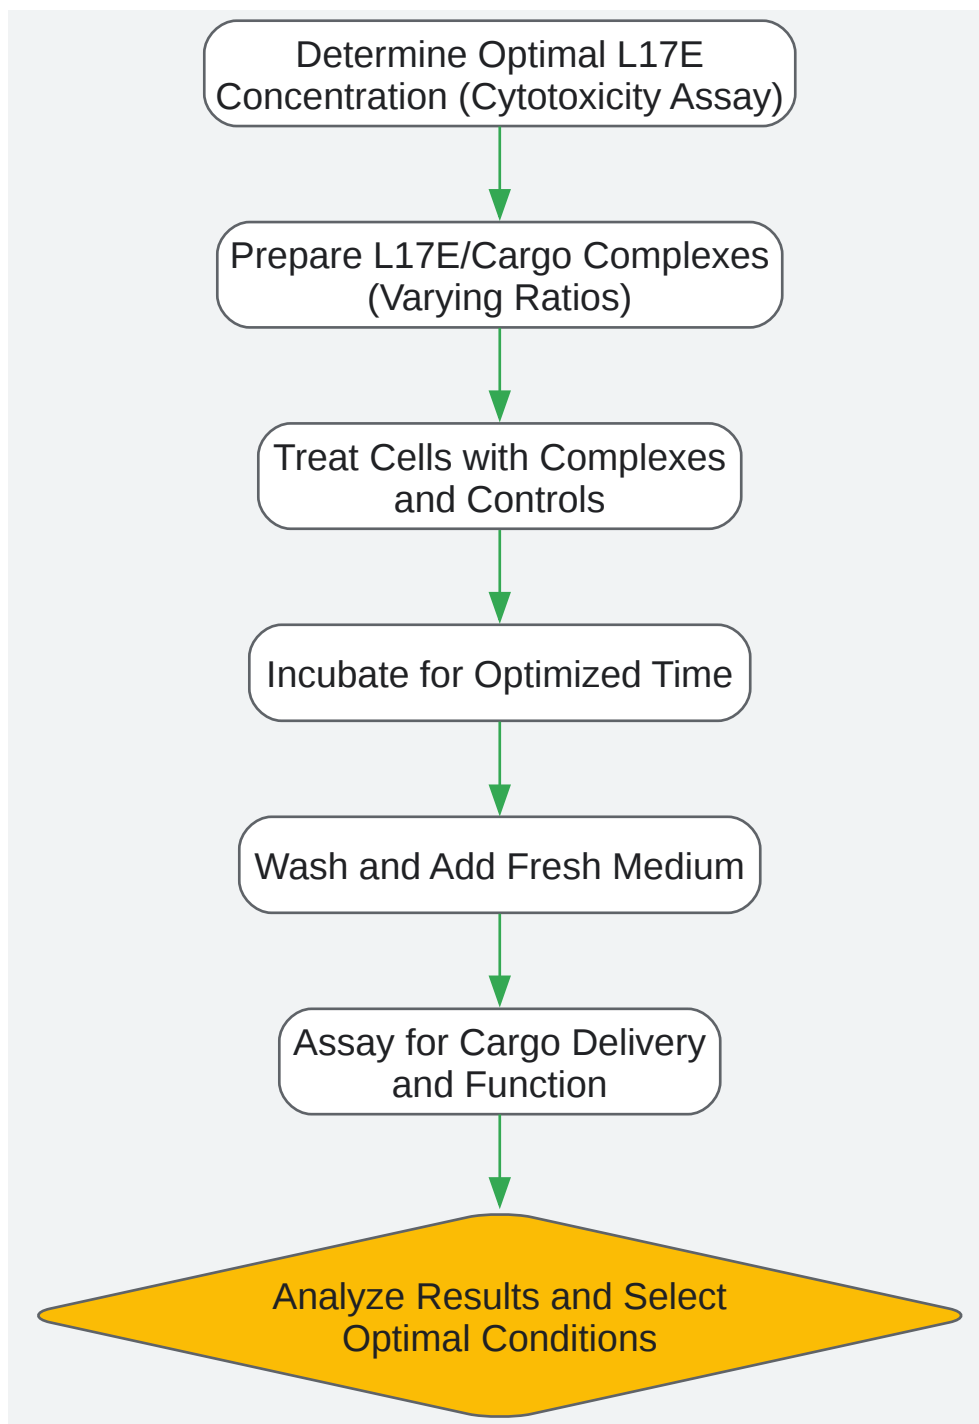 Determine Optimal L17E
Concentration (Cytotoxicity Assay)
Prepare L17E/Cargo Complexes
(Varying Ratios)
Treat Cells with Complexes
and Controls
Incubate for Optimized Time
Wash and Add Fresh Medium
Assay for Cargo Delivery
and Function
Analyze Results and Select
Optimal Conditions